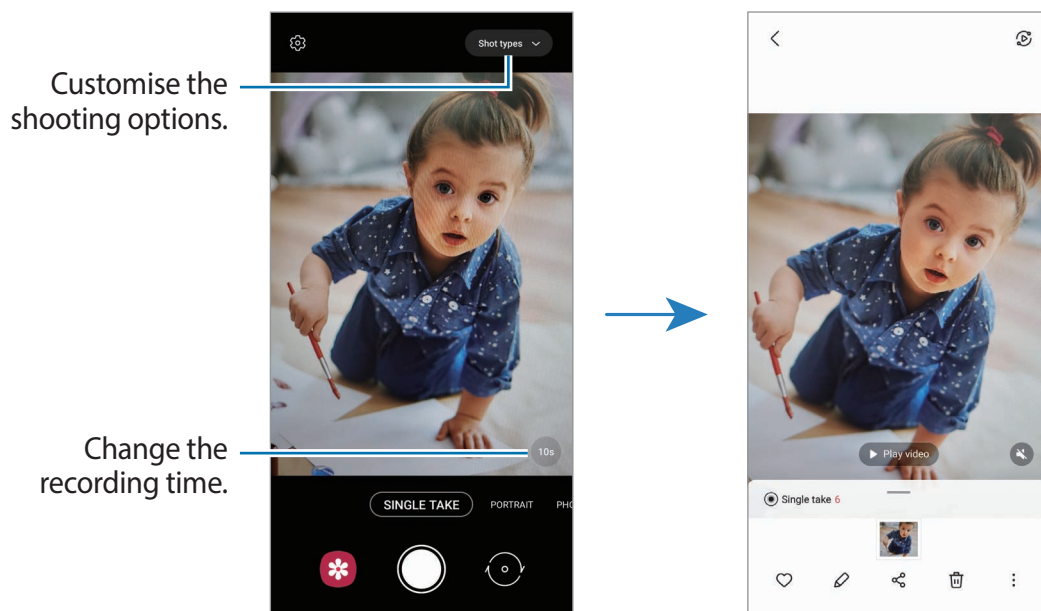 Shot types
Customise the
shooting options.
Play video
Change the
recording time.
10s
SINGLE TAKE
PORTRAIT
PHO
Single take 6